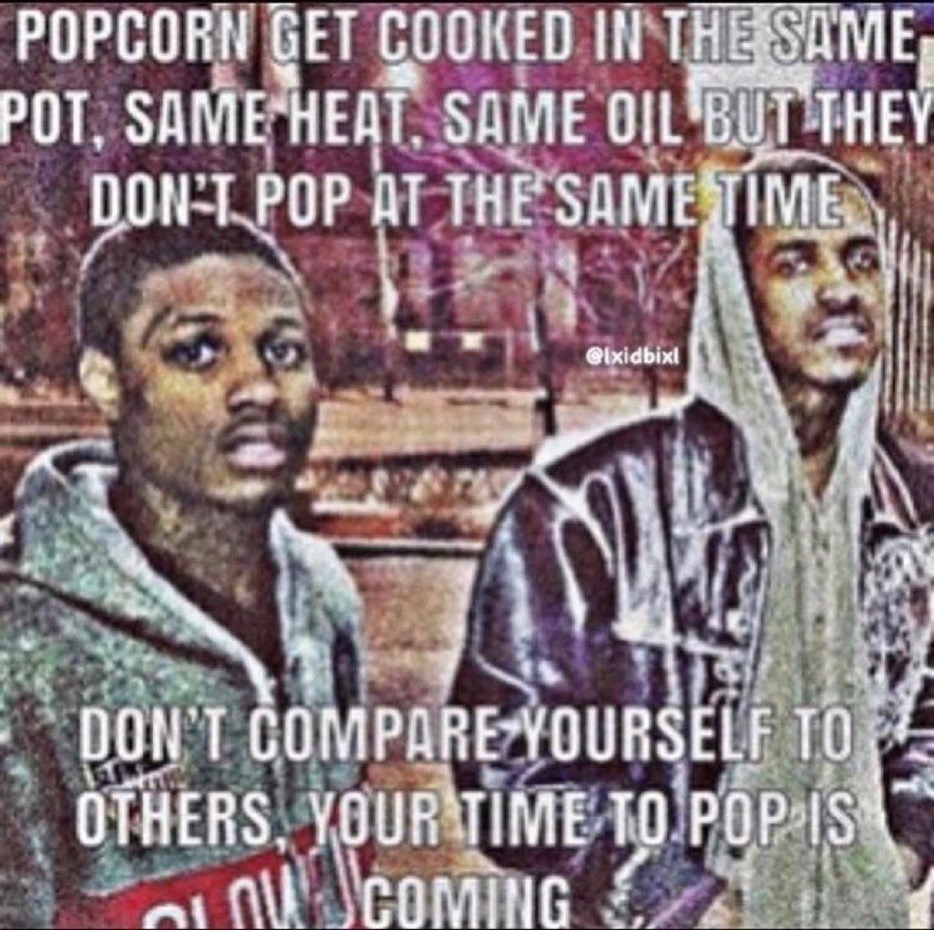 POPCORN GET COOKED IN THE SAME
POT, SAME HEAT, SAME OIL BUT THEY
DON'T POP AT THE SAME TIME
@lxidbixl
DON'T COMPARE YOURSELF TO
OTHERS, YOUR TIME TO POP IS
COMING